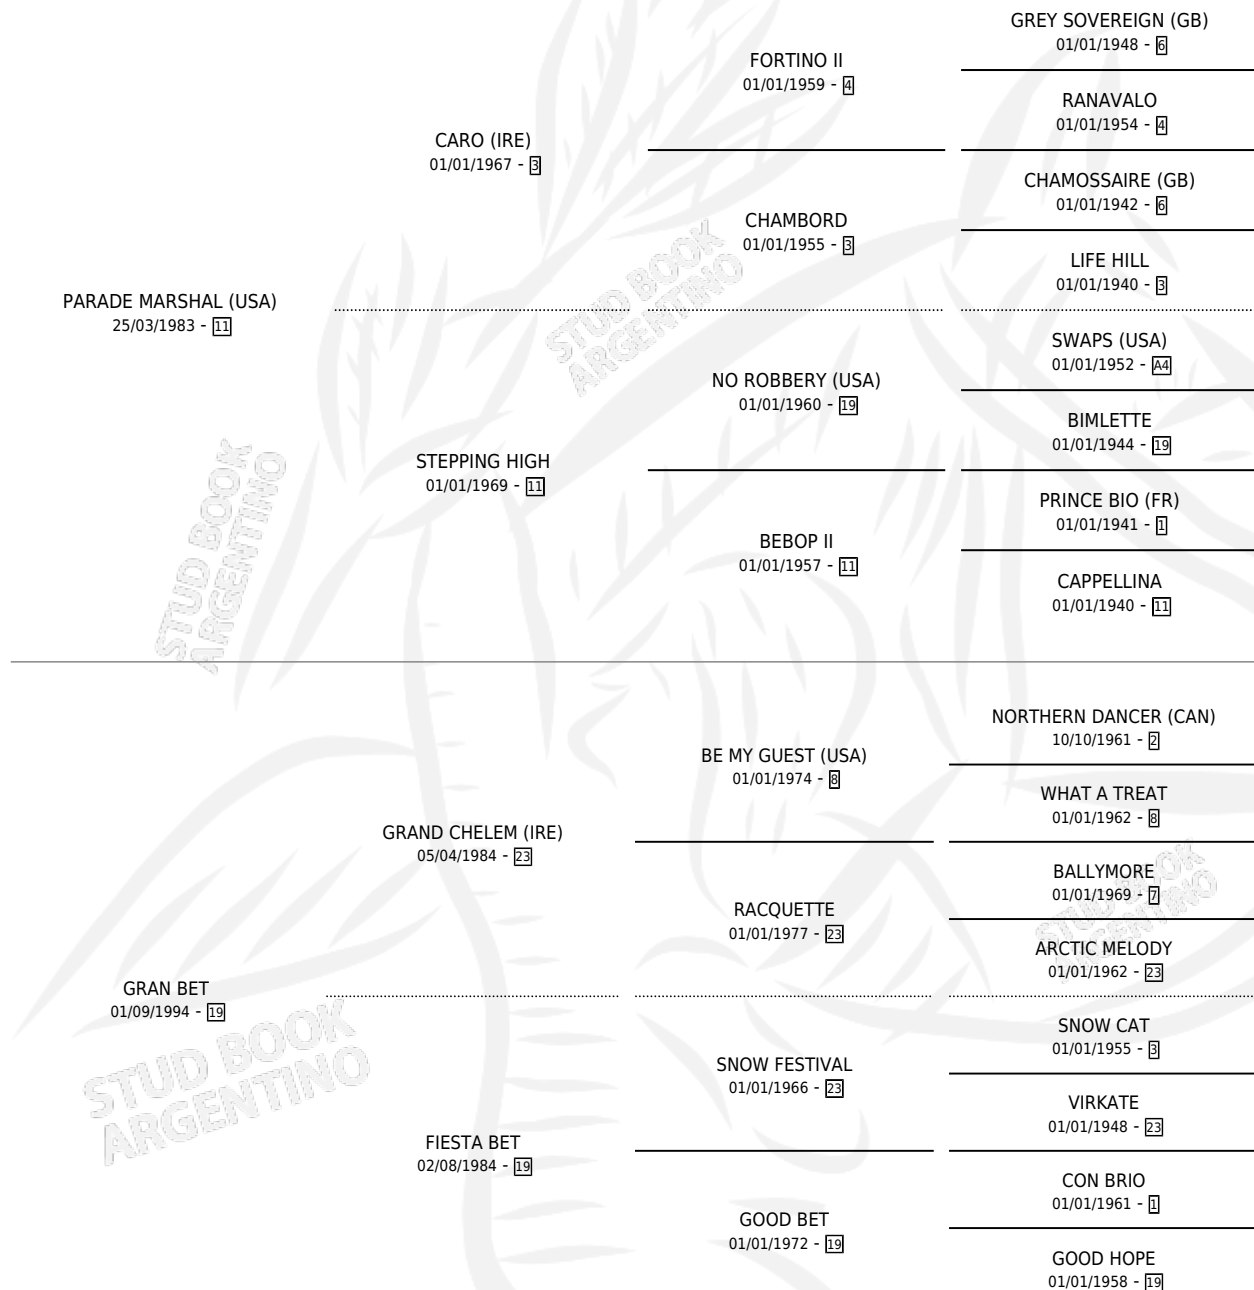 GREY SOVEREIGN (GB)
01/01/1948 - 6
FORTINO II
01/01/1959 - 4
RANAVALO
01/01/1954 - 4
CARO (IRE)
01/01/1967 - 3
CHAMOSSAIRE (GB)
01/01/1942 - 6
CHAMBORD
01/01/1955 - 3
LIFE HILL
01/01/1940 - 3
PARADE MARSHAL (USA)
25/03/1983 - 11
STUD BOOK
ARGENTINO
SWAPS (USA)
01/01/1952 - A4
NO ROBBERY (USA)
01/01/1960 - 19
BIMLETTE
01/01/1944 - 19
STEPPING HIGH
01/01/1969 - 11
PRINCE BIO (FR)
01/01/1941 - 1
BEBOP II
01/01/1957 - 11
CAPPELLINA
01/01/1940 - 11
STUD BOOK
ARGENTINO
NORTHERN DANCER (CAN)
10/10/1961 - 2
BE MY GUEST (USA)
01/01/1974 - 8
WHAT A TREAT
01/01/1962 - 8
GRAND CHELEM (IRE)
05/04/1984 - 23
BALLYMORE
01/01/1969 - 7
RACQUETTE
01/01/1977 - 23
STUD BOOK
ARGENTINO
ARCTIC MELODY
01/01/1962 - 23
GRAN BET
01/09/1994 - 19
SNOW CAT
01/01/1955 - 3
STUD BOOK
ARGENTINO
SNOW FESTIVAL
01/01/1966 - 23
VIRKATE
01/01/1948 - 23
FIESTA BET
02/08/1984 - 19
CON BRIO
01/01/1961 - 1
GOOD BET
01/01/1972 - 19
GOOD HOPE
01/01/1958 - 19